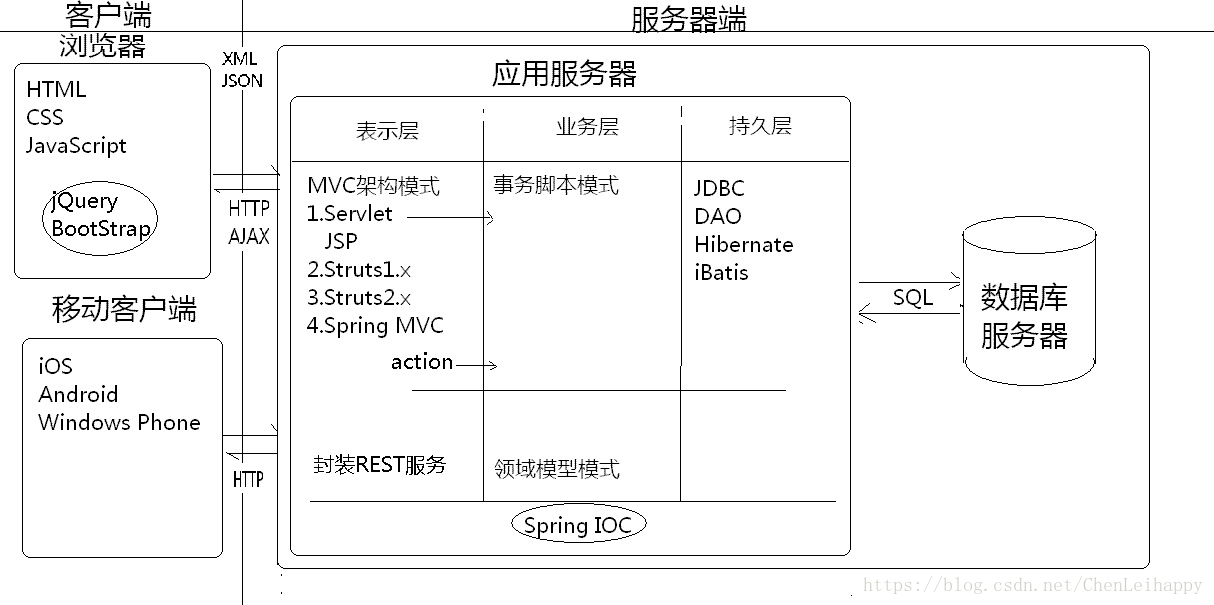 客户端
服务器端
浏览器
HTML
CSS
JavaScript
jQuery
BootStrap
XML
JSON
HTTP
AJAX
移动客户端
iOS
Android
Windows Phone
HTTP
应用服务器
表示层
业务层
持久层
MVC架构模式
1.Servlet
JSP
2.Struts1.x
3.Struts2.x
4.Spring MVC
action
封装REST服务
事务脚本模式
领域模型模式
JDBC
DAO
Hibernate
iBatis
Spring IOC
SQL
数据库
服务器
https://blog.csdn.net/ChenLeihappy